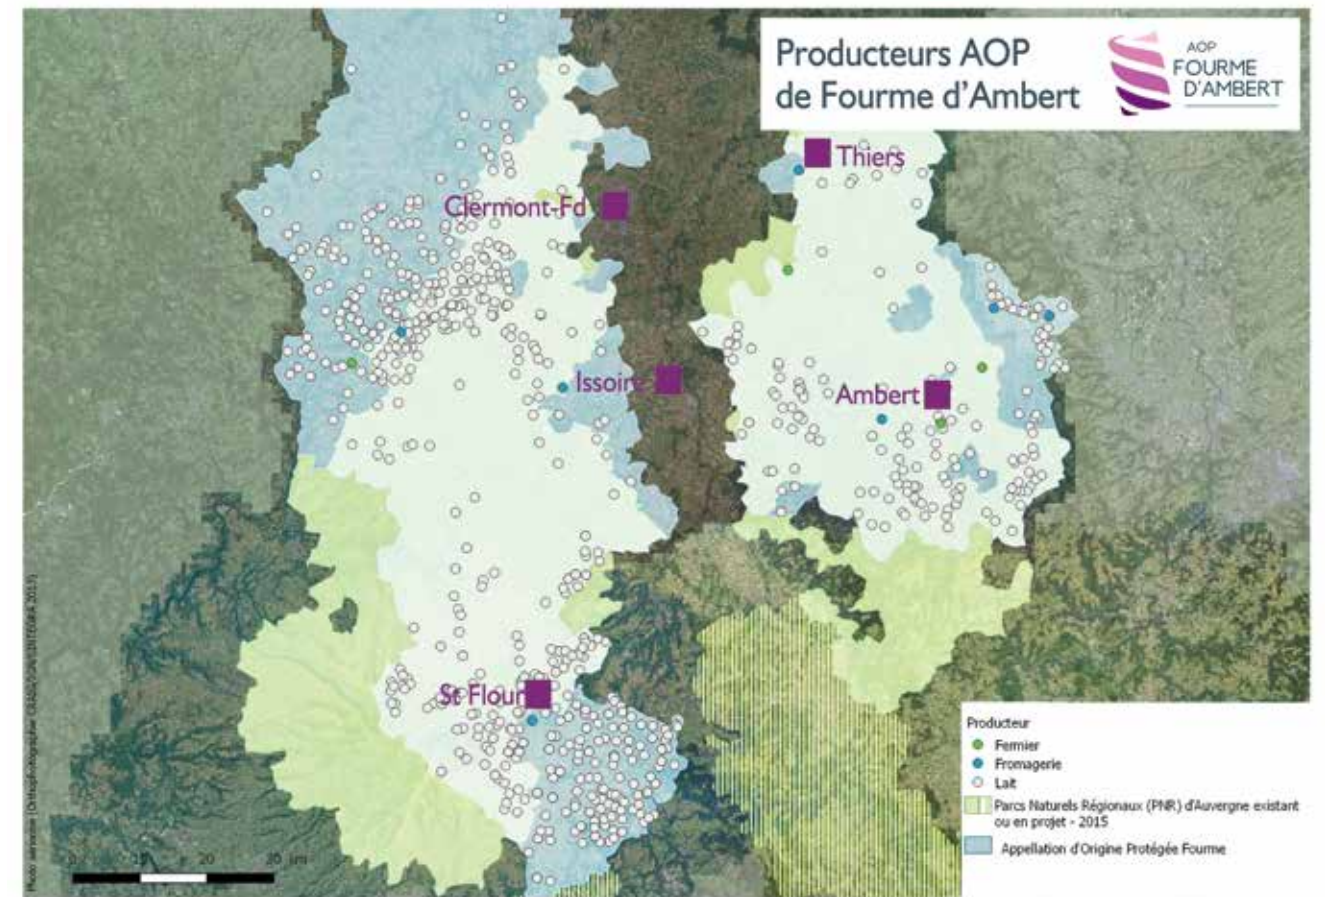 Producteurs AOP
de Fourme d'Ambert
AOP
FOURME
D'AMBERT
Thiers
Clermont-Fd
Issoire
Ambert
St Flour
Producteur
Fermier
Fromagerie
Lait
Parcs Naturels Régionaux (PNR) d'Auvergne existant
ou en projet - 2015
Appellation d'Origine Protégée Fourme
0
20
30 km